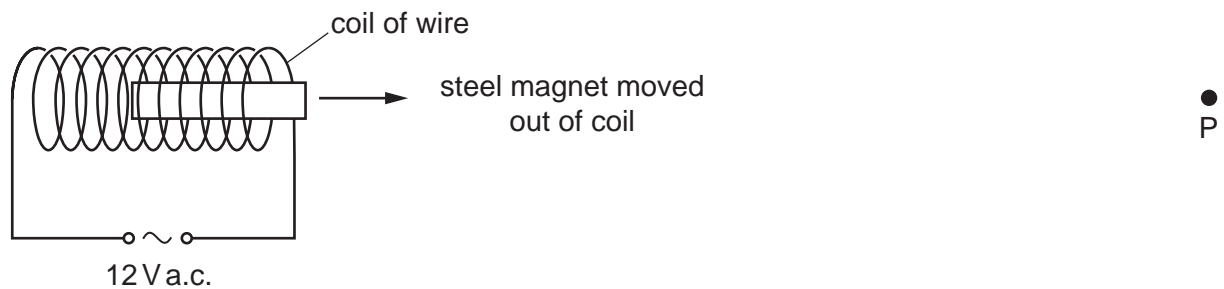 coil of wire
steel magnet moved
out of coil
P
12 V a.c.